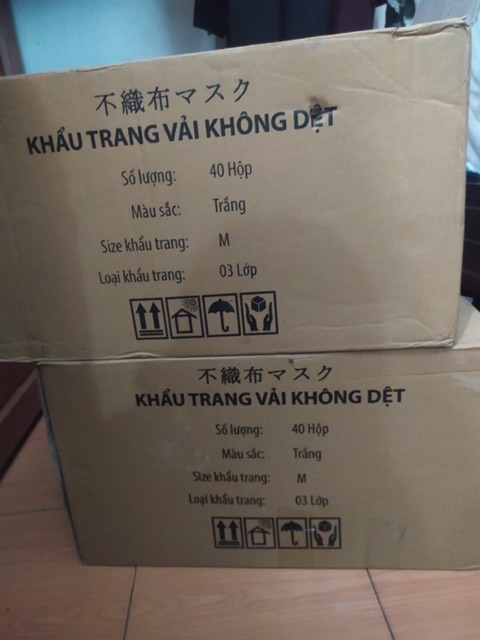 不織布マスク
KHẨU TRANG VẢI KHÔNG DỆT
Số lượng: 40 Hộp
Màu sắc: Trắng
Size khẩu trang: M
Loại khẩu trang: 03 Lớp
不織布マスク
KHẨU TRANG VẢI KHÔNG DỆT
Số lượng: 40 Hộp
Màu sắc: Trắng
Size khẩu trang: M
Loại khẩu trang: 03 Lớp